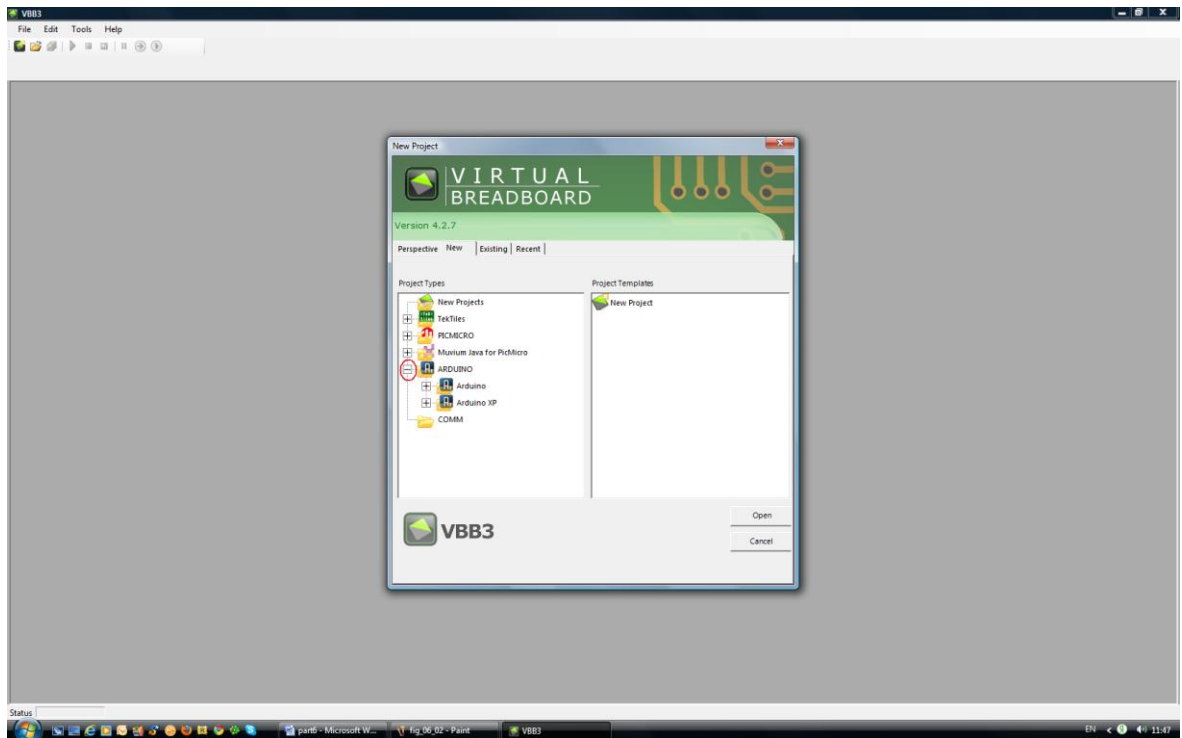 VBB3
File Edit Tools Help
New Project
VIRTUAL
BREADBOARD
Version 4.2.7
Perspective New Existing Recent
Project Types
Project Templates
New Projects
TekTiles
PICMICRO
Muvium Java for PicMicro
ARDUINO
Arduino
Arduino XP
COMM
New Project
VBB3
Open
Cancel
Status
part6 - Microsoft W...
fig_06_02 - Paint
VBB3
EN
11:47